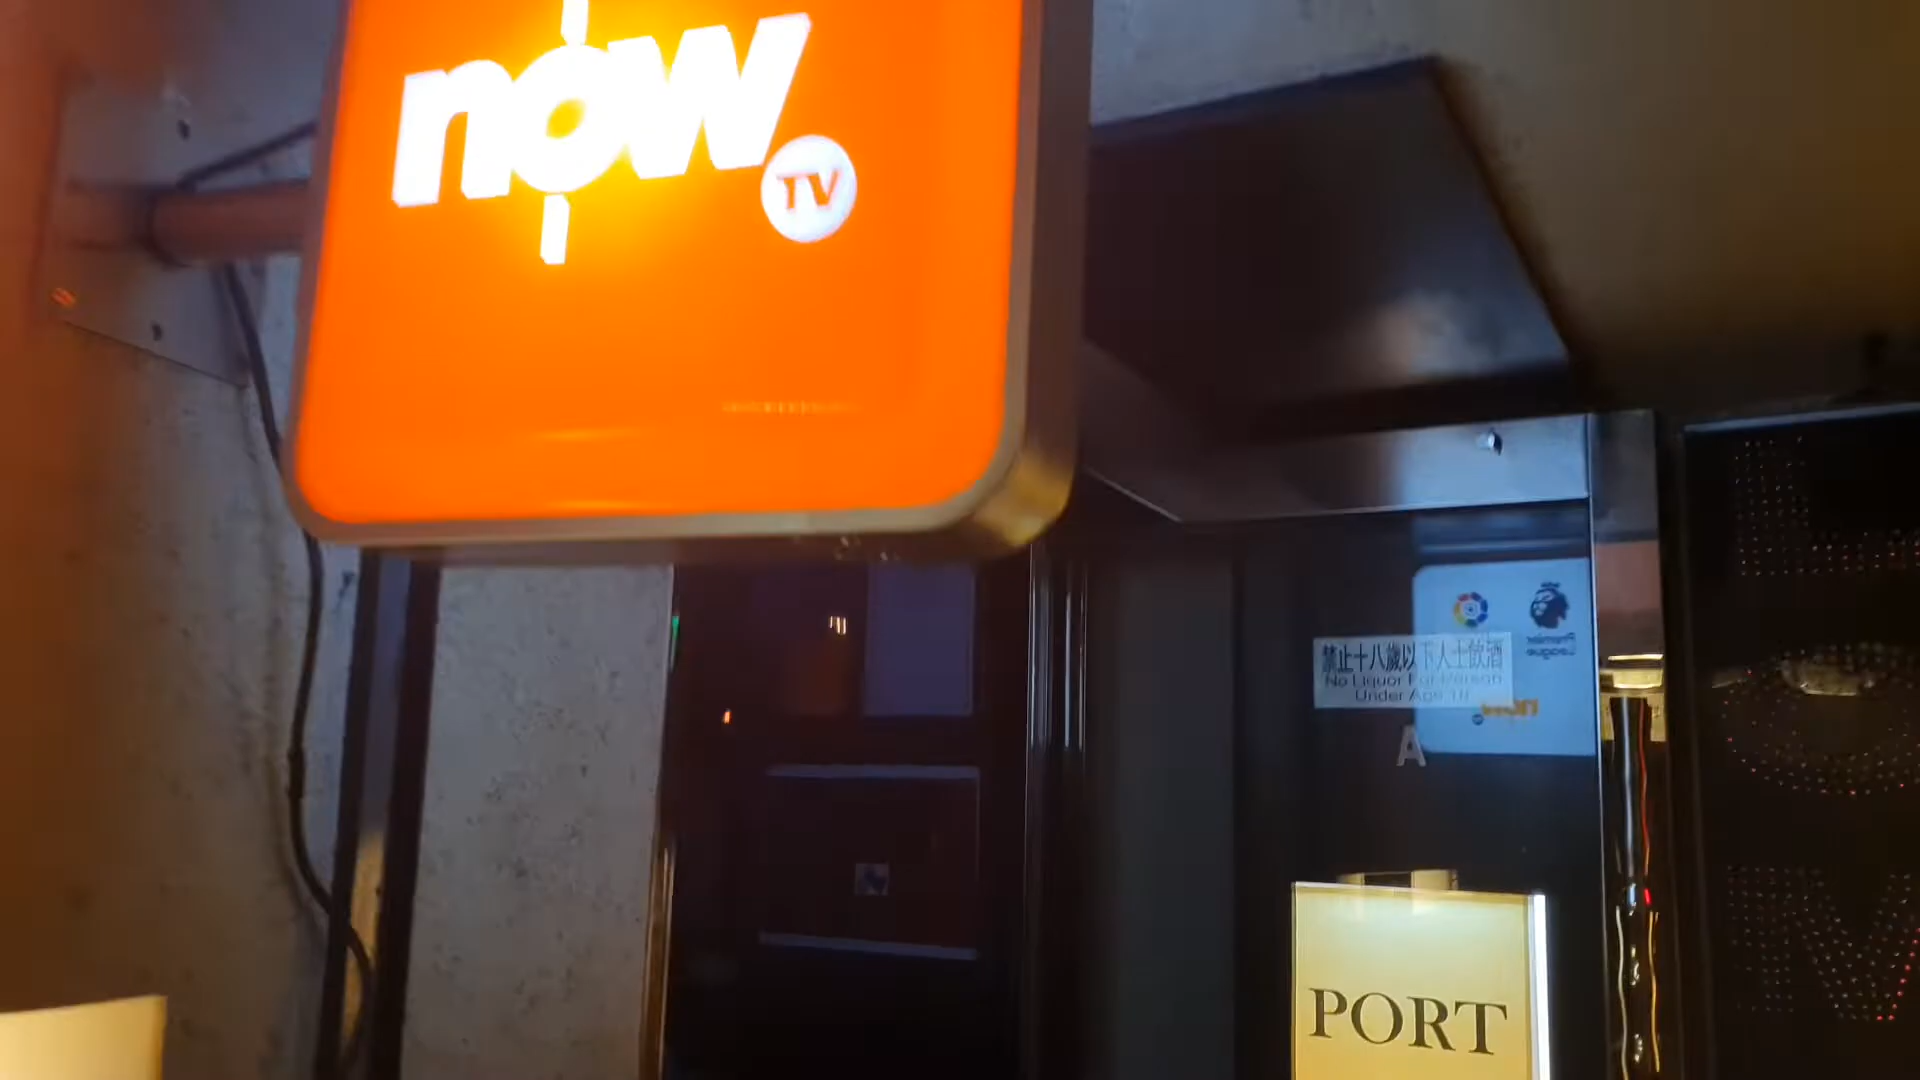 now
TV
禁止十八歲以下人士飲酒
No Liquor For Person
Under Age 18
Premier
League
now
A
PORT